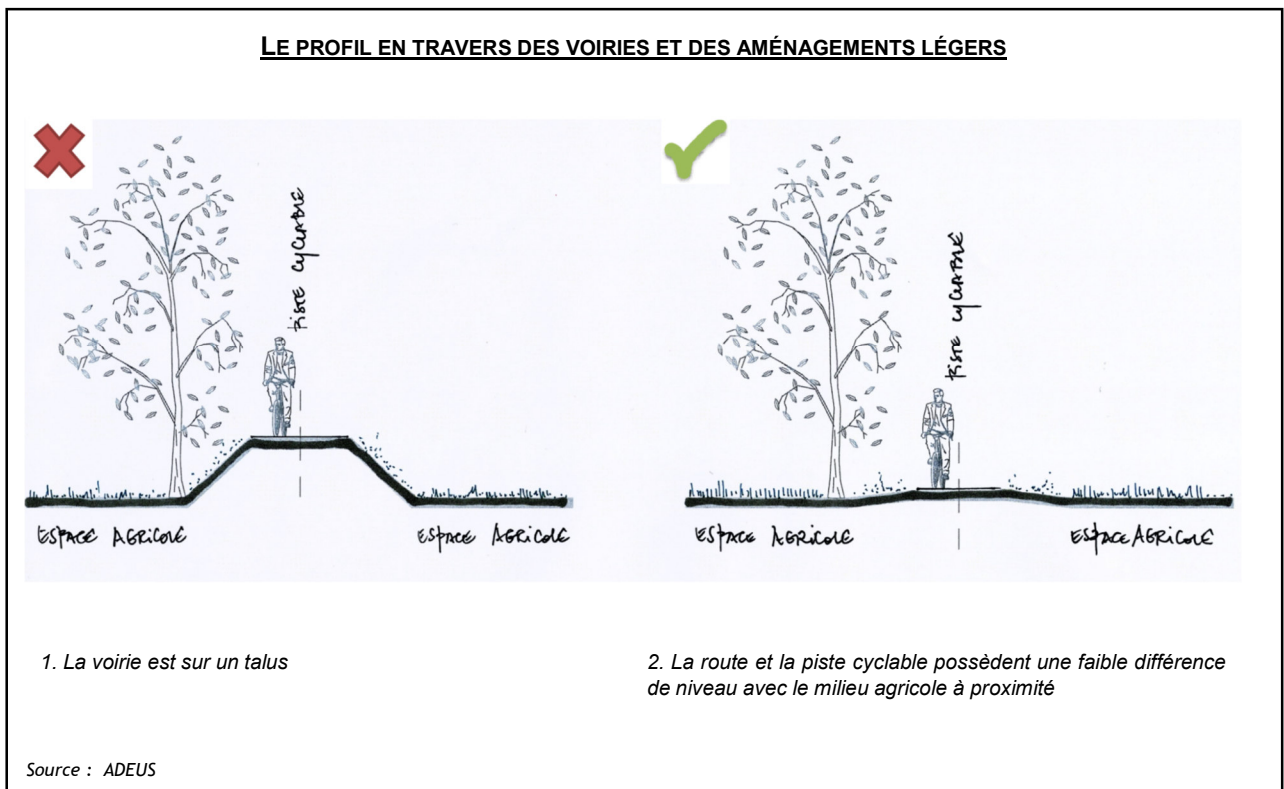 LE PROFIL EN TRAVERS DES VOIRIES ET DES AMÉNAGEMENTS LÉGERS
PISTE CYCLABLE
ESPACE AGRICOLE
ESPACE AGRICOLE
PISTE CYCLABLE
ESPACE AGRICOLE
ESPACE AGRICOLE
1. La voirie est sur un talus
2. La route et la piste cyclable possèdent une faible différence
de niveau avec le milieu agricole à proximité
Source : ADEUS